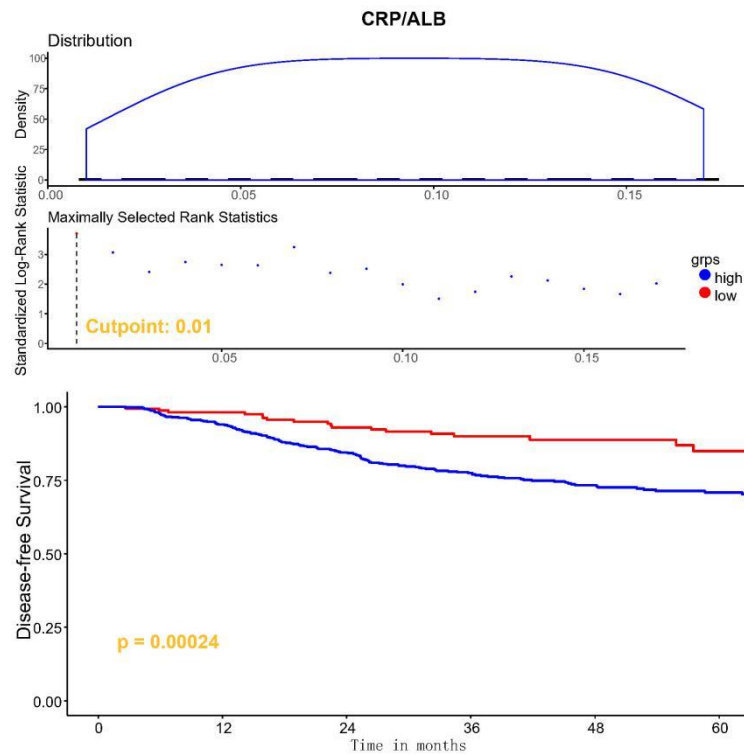 CRP/ALB
Distribution
Density
100
75
50
25
0
0.00 0.05 0.10 0.15
Maximally Selected Rank Statistics
Standardized Log-Rank Statistic
3
2
1
0
Cutpoint: 0.01
0.05 0.10 0.15
grps
high
low
Disease-free Survival
1.00
0.75
0.50
0.25
0.00
p = 0.00024
0 12 24 36 48 60
Time in months